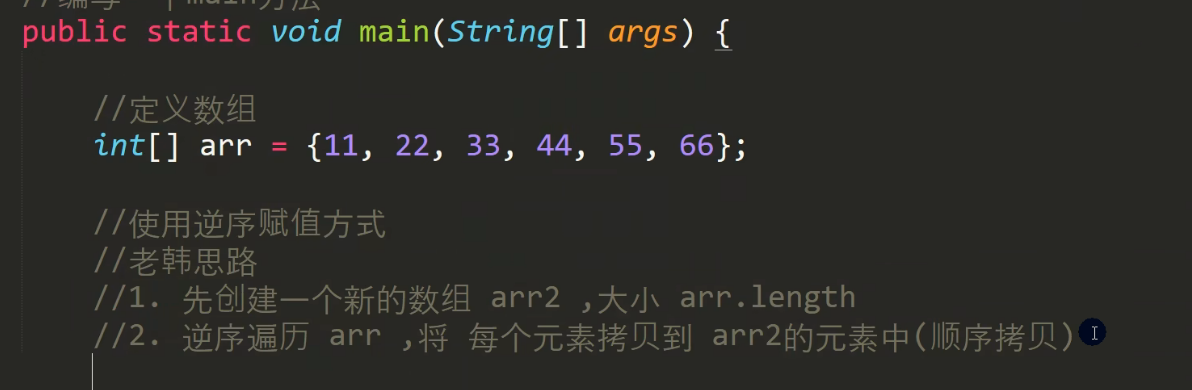 public static void main(String[] args) {
//定义数组
int[] arr = {11, 22, 33, 44, 55, 66};
//使用逆序赋值方式
//老韩思路
//1. 先创建一个新的数组 arr2 ,大小 arr.length
//2. 逆序遍历 arr ,将 每个元素拷贝到 arr2的元素中(顺序拷贝)